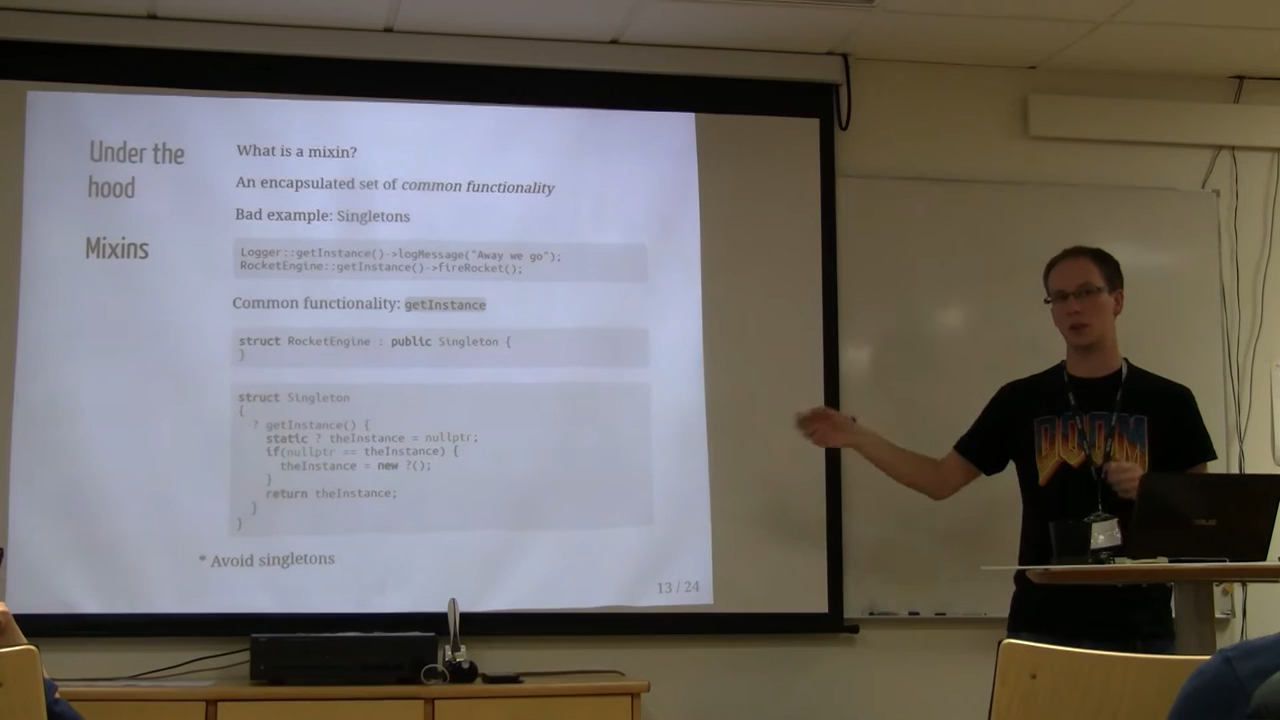 Under the
hood
Mixins
What is a mixin?
An encapsulated set of common functionality
Bad example: Singletons
Logger::getInstance()->logMessage("Away we go");
RocketEngine::getInstance()->fireRocket();
Common functionality: getInstance
struct RocketEngine : public Singleton {
}
struct Singleton
{
? getInstance() {
static ? theInstance = nullptr;
if(nullptr == theInstance) {
theInstance = new ?();
}
return theInstance;
}
}
* Avoid singletons
13 / 24
DOOM